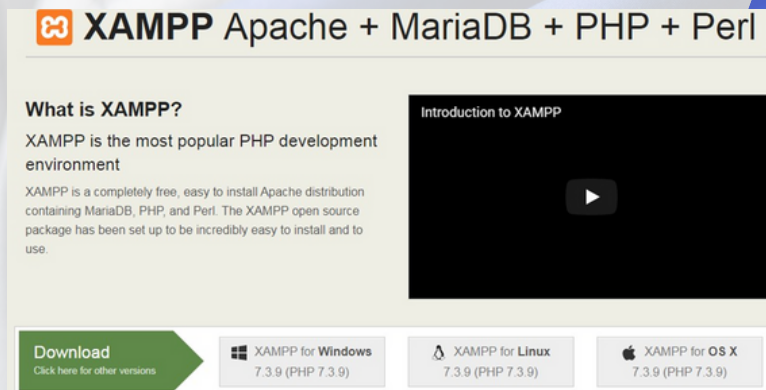 XAMPP Apache + MariaDB + PHP + Perl
What is XAMPP?
XAMPP is the most popular PHP development
environment
XAMPP is a completely free, easy to install Apache distribution
containing MariaDB, PHP, and Perl. The XAMPP open source
package has been set up to be incredibly easy to install and to
use.
Introduction to XAMPP
Download
Click here for other versions
XAMPP for Windows
7.3.9 (PHP 7.3.9)
XAMPP for Linux
7.3.9 (PHP 7.3.9)
XAMPP for OS X
7.3.9 (PHP 7.3.9)